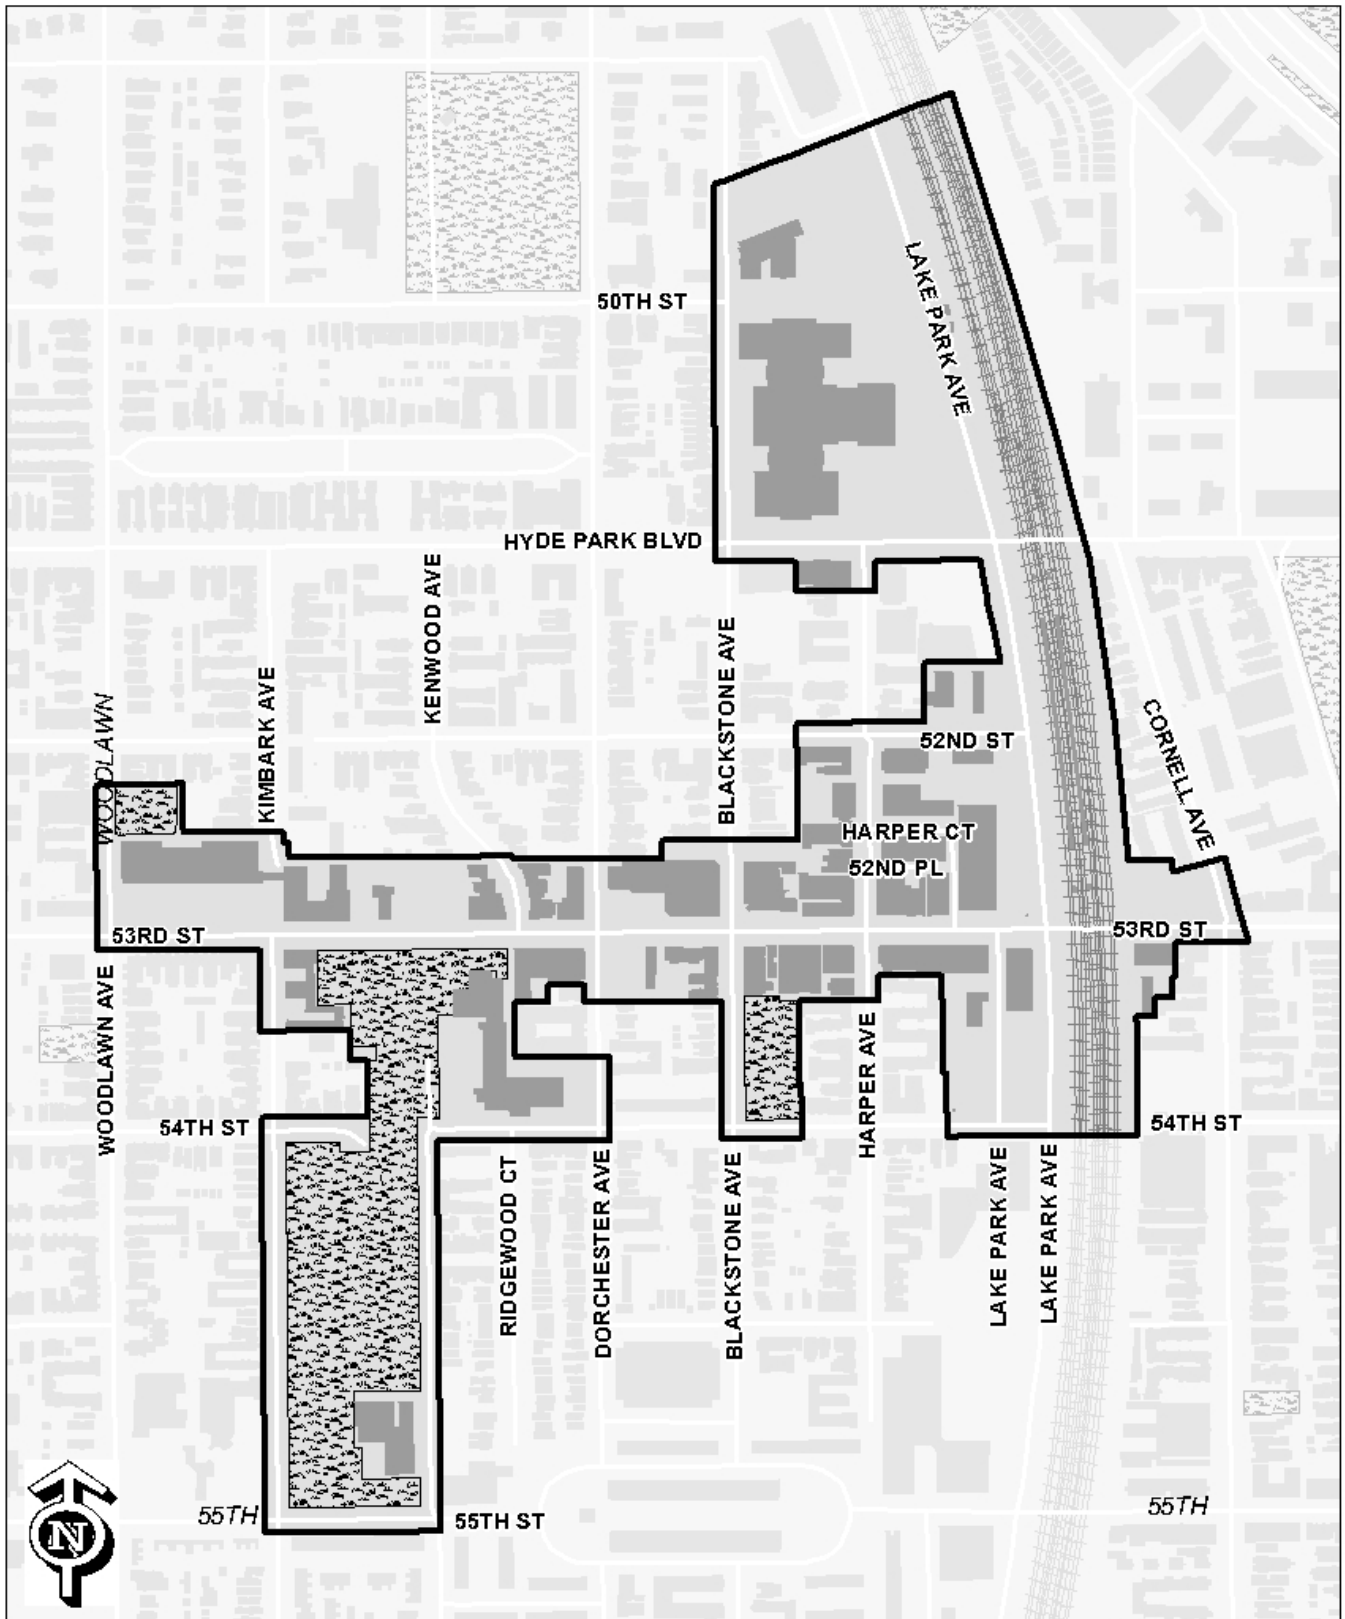 50TH ST
LAKE PARK AVE
HYDE PARK BLVD
KENWOOD AVE
BLACKSTONE AVE
KIMBARK AVE
WOODLAWN
CORNELL AVE
52ND ST
HARPER CT
52ND PL
53RD ST
53RD ST
WOODLAWN AVE
HARPER AVE
54TH ST
54TH ST
RIDGEWOOD CT
DORCHESTER AVE
BLACKSTONE AVE
LAKE PARK AVE
LAKE PARK AVE
55TH
55TH ST
55TH
N